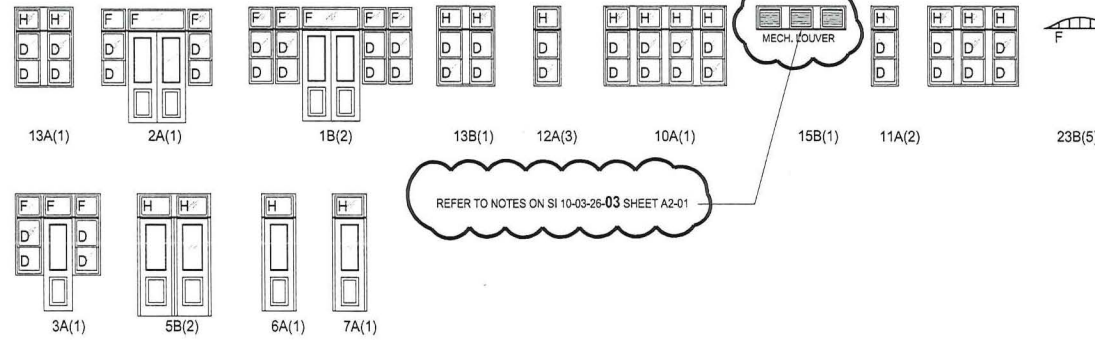 H H F F F F F F F F H H H H H H H H H H H F
D D D D D D D D D D D D D D D D D D D D
D D D D D D D D D D D D D D D D D D D D
MECH. LOUVER
13A(1) 2A(1) 1B(2) 13B(1) 12A(3) 10A(1) 15B(1) 11A(2) 23B(5)
REFER TO NOTES ON SI 10-03-26-03 SHEET A2-01
F F F H H H H
D D
D D
3A(1) 5B(2) 6A(1) 7A(1)